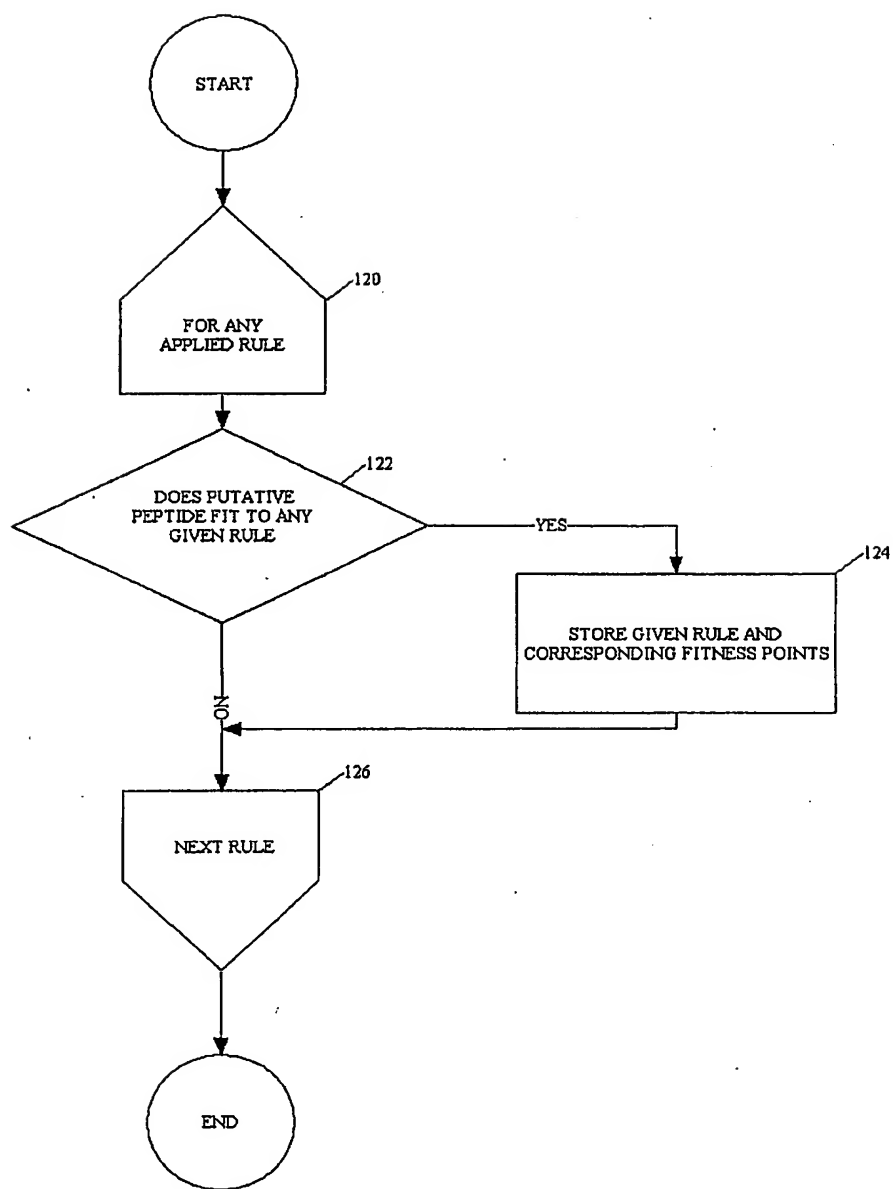 START
120
FOR ANY
APPLIED RULE
122
DOES PUTATIVE
PEPTIDE FIT TO ANY
GIVEN RULE
YES
124
STORE GIVEN RULE AND
CORRESPONDING FITNESS POINTS
NO
126
NEXT RULE
END